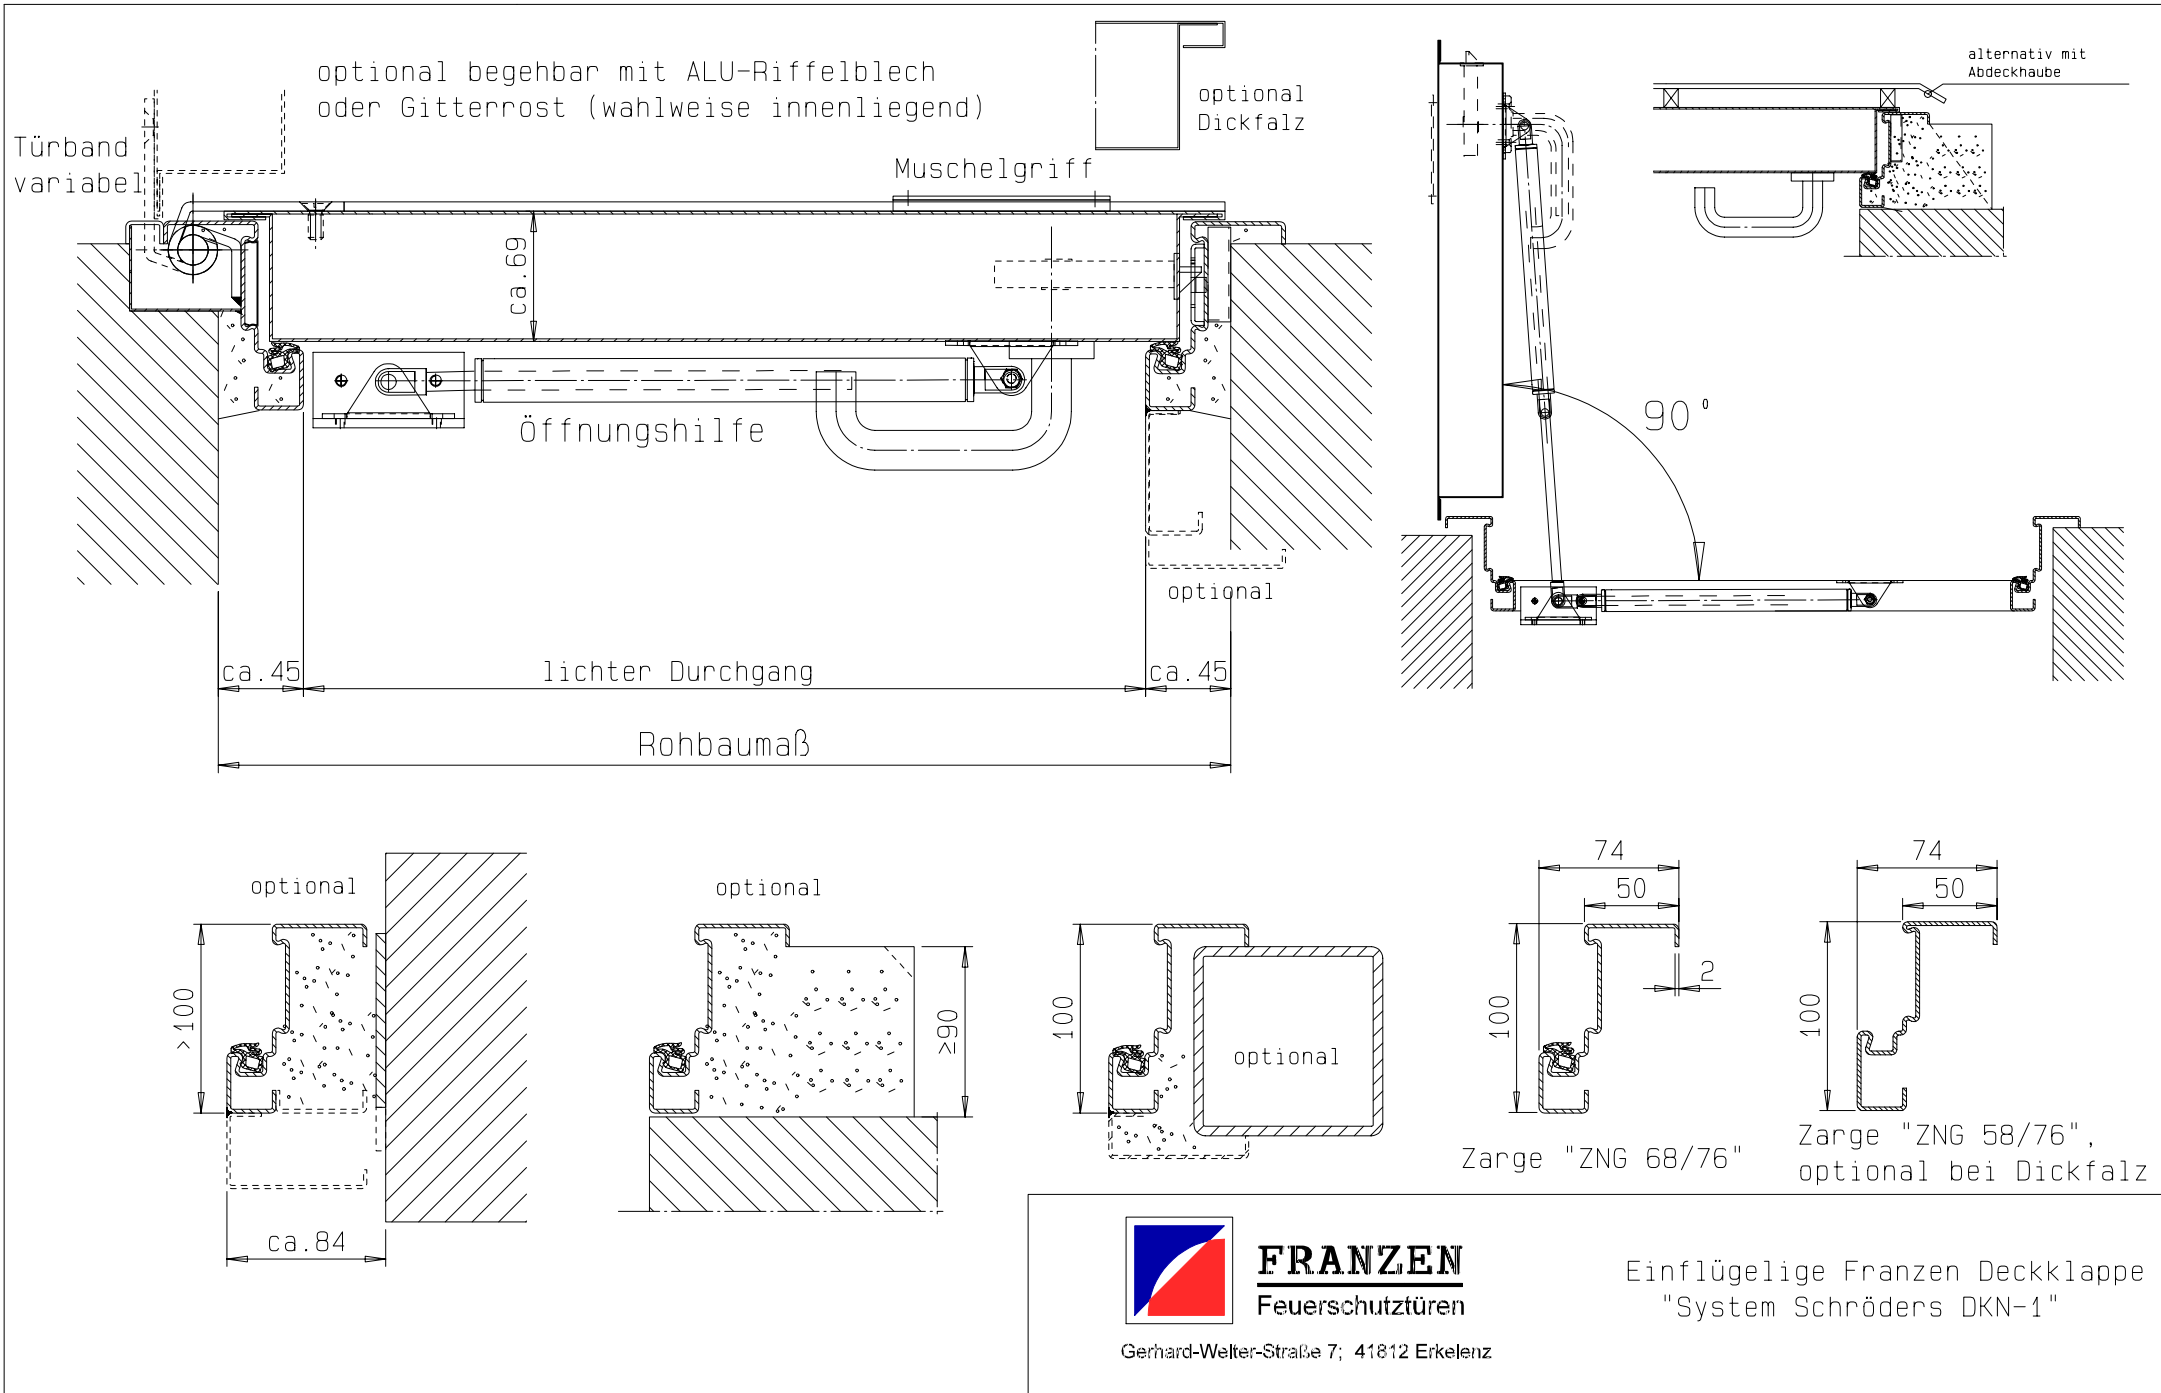 optional begehbar mit ALU-Riffelblech
oder Gitterrost (wahlweise innenliegend)
optional
Dickfalz
alternativ mit
Abdeckhaube
Türband
variabel
Muschelgriff
ca.69
Öffnungshilfe
90°
optional
ca.45
lichter Durchgang
ca.45
Rohbaumaß
optional
>100
ca.84
optional
≥90
100
optional
74
50
2
100
Zarge "ZNG 68/76"
74
50
100
Zarge "ZNG 58/76",
optional bei Dickfalz
FRANZEN
Feuerschutztüren
Gerhard-Welter-Straße 7; 41812 Erkelenz
Einflügelige Franzen Deckklappe
"System Schröders DKN-1"